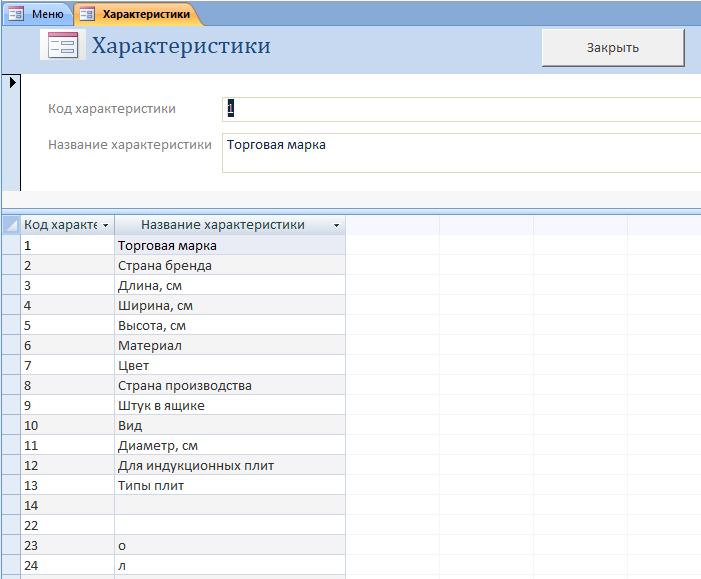 Меню Характеристики
Характеристики Закрыть
Код характеристики 1
Название характеристики Торговая марка
Код характе Название характеристики
1 Торговая марка
2 Страна бренда
3 Длина, см
4 Ширина, см
5 Высота, см
6 Материал
7 Цвет
8 Страна производства
9 Штук в ящике
10 Вид
11 Диаметр, см
12 Для индукционных плит
13 Типы плит
14
22
23 о
24 л